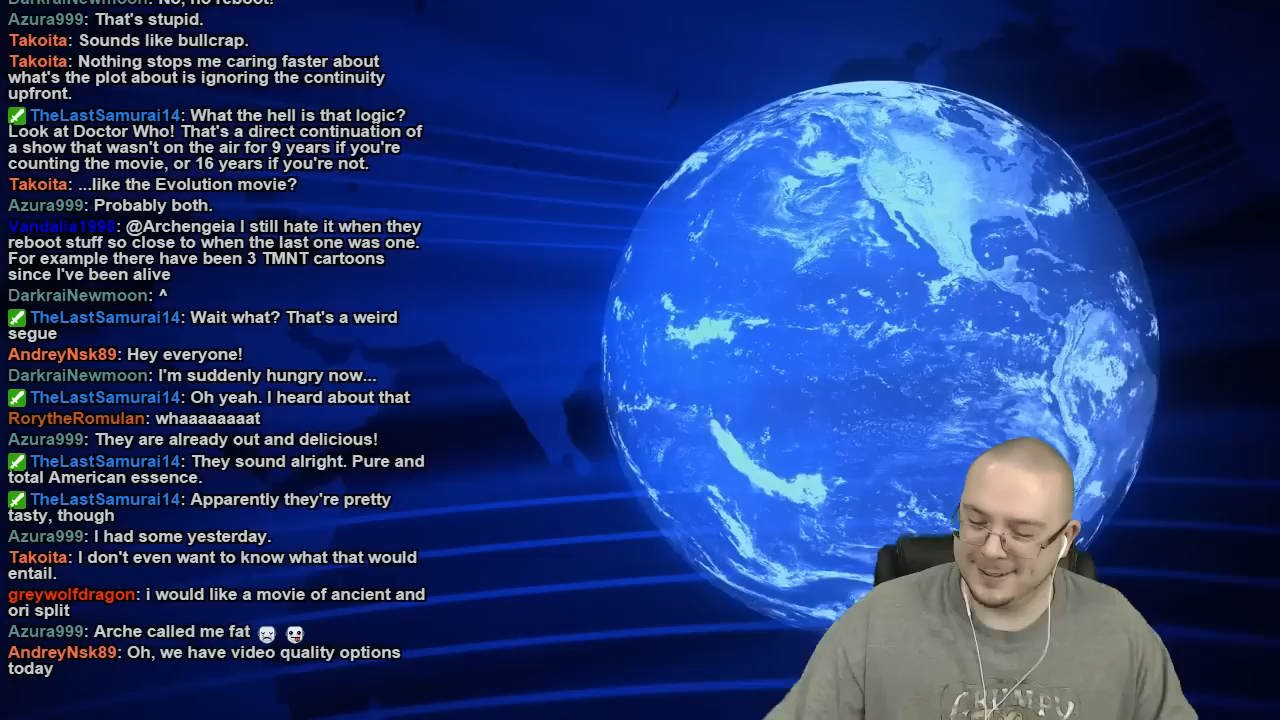 DarkraiNewmoon: No, no reboot!
Azura999: That's stupid.
Takoita: Sounds like bullcrap.
Takoita: Nothing stops me caring faster about
what's the plot about is ignoring the continuity
upfront.
TheLastSamurai14: What the hell is that logic?
Look at Doctor Who! That's a direct continuation of
a show that wasn't on the air for 9 years if you're
counting the movie, or 16 years if you're not.
Takoita: ...like the Evolution movie?
Azura999: Probably both.
Vandalia1998: @Archengeia I still hate it when they
reboot stuff so close to when the last one was one.
For example there have been 3 TMNT cartoons
since I've been alive
DarkraiNewmoon: ^
TheLastSamurai14: Wait what? That's a weird
segue
AndreyNsk89: Hey everyone!
DarkraiNewmoon: I'm suddenly hungry now...
TheLastSamurai14: Oh yeah. I heard about that
RorytheRomulan: whaaaaaaat
Azura999: They are already out and delicious!
TheLastSamurai14: They sound alright. Pure and
total American essence.
TheLastSamurai14: Apparently they're pretty
tasty, though
Azura999: I had some yesterday.
Takoita: I don't even want to know what that would
entail.
greywolfdragon: i would like a movie of ancient and
ori split
Azura999: Arche called me fat
AndreyNsk89: Oh, we have video quality options
today
GRUMPY